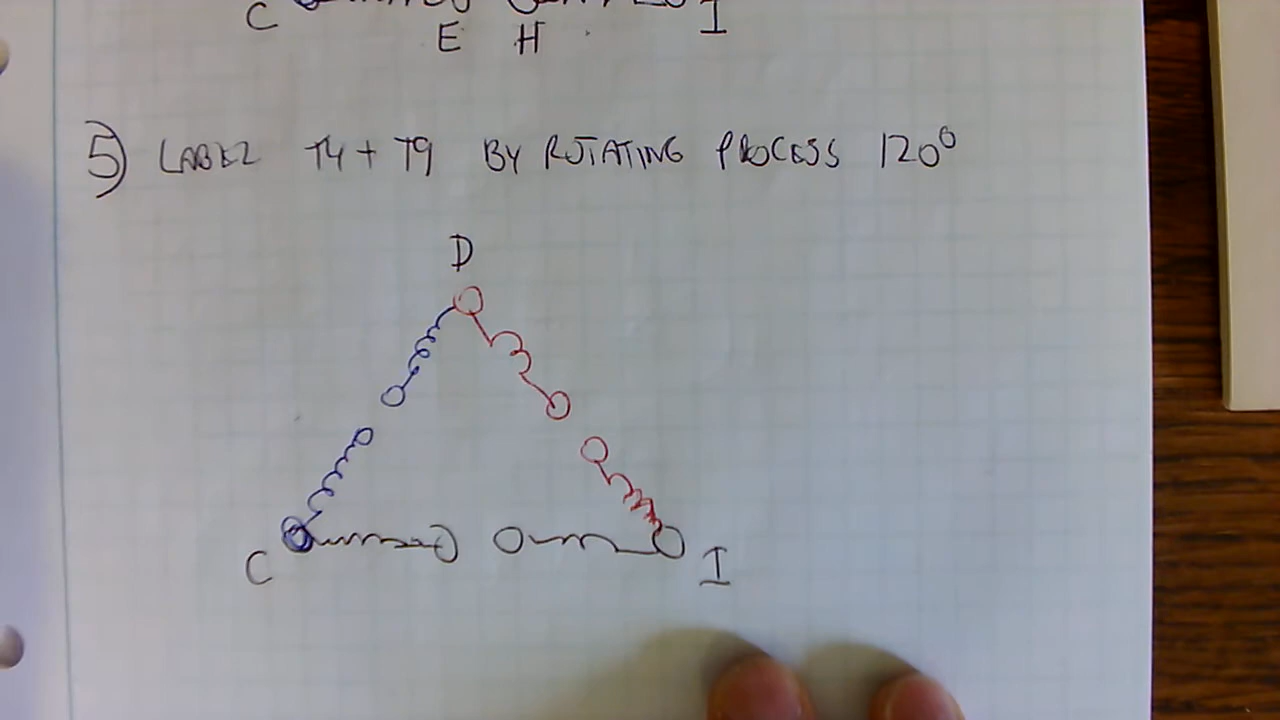 C I
E H
5) LABEL T4 + T9 BY ROTATING PROCESS 120°
D
C I